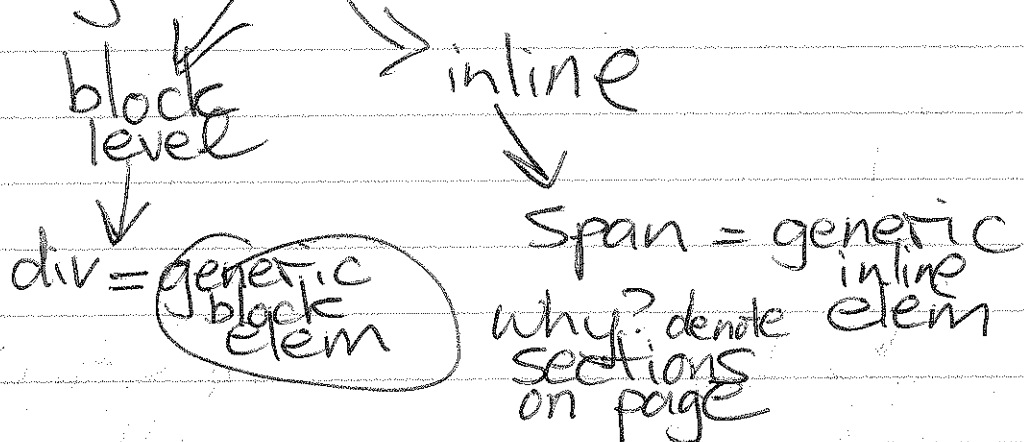 block
level
inline
div = generic
block
elem
span = generic
inline
elem
why? denote
sections
on page